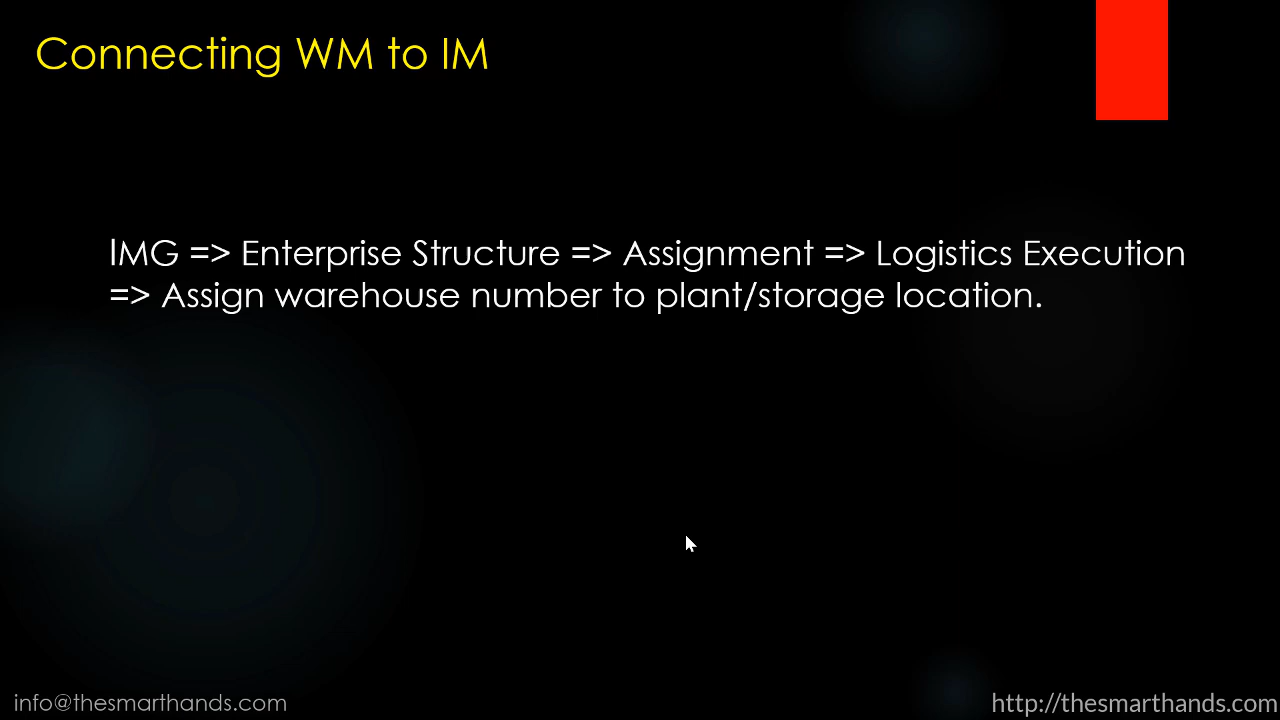 Connecting WM to IM
IMG => Enterprise Structure => Assignment => Logistics Execution
=> Assign warehouse number to plant/storage location.
info@thesmarthands.com
http://thesmarthands.com